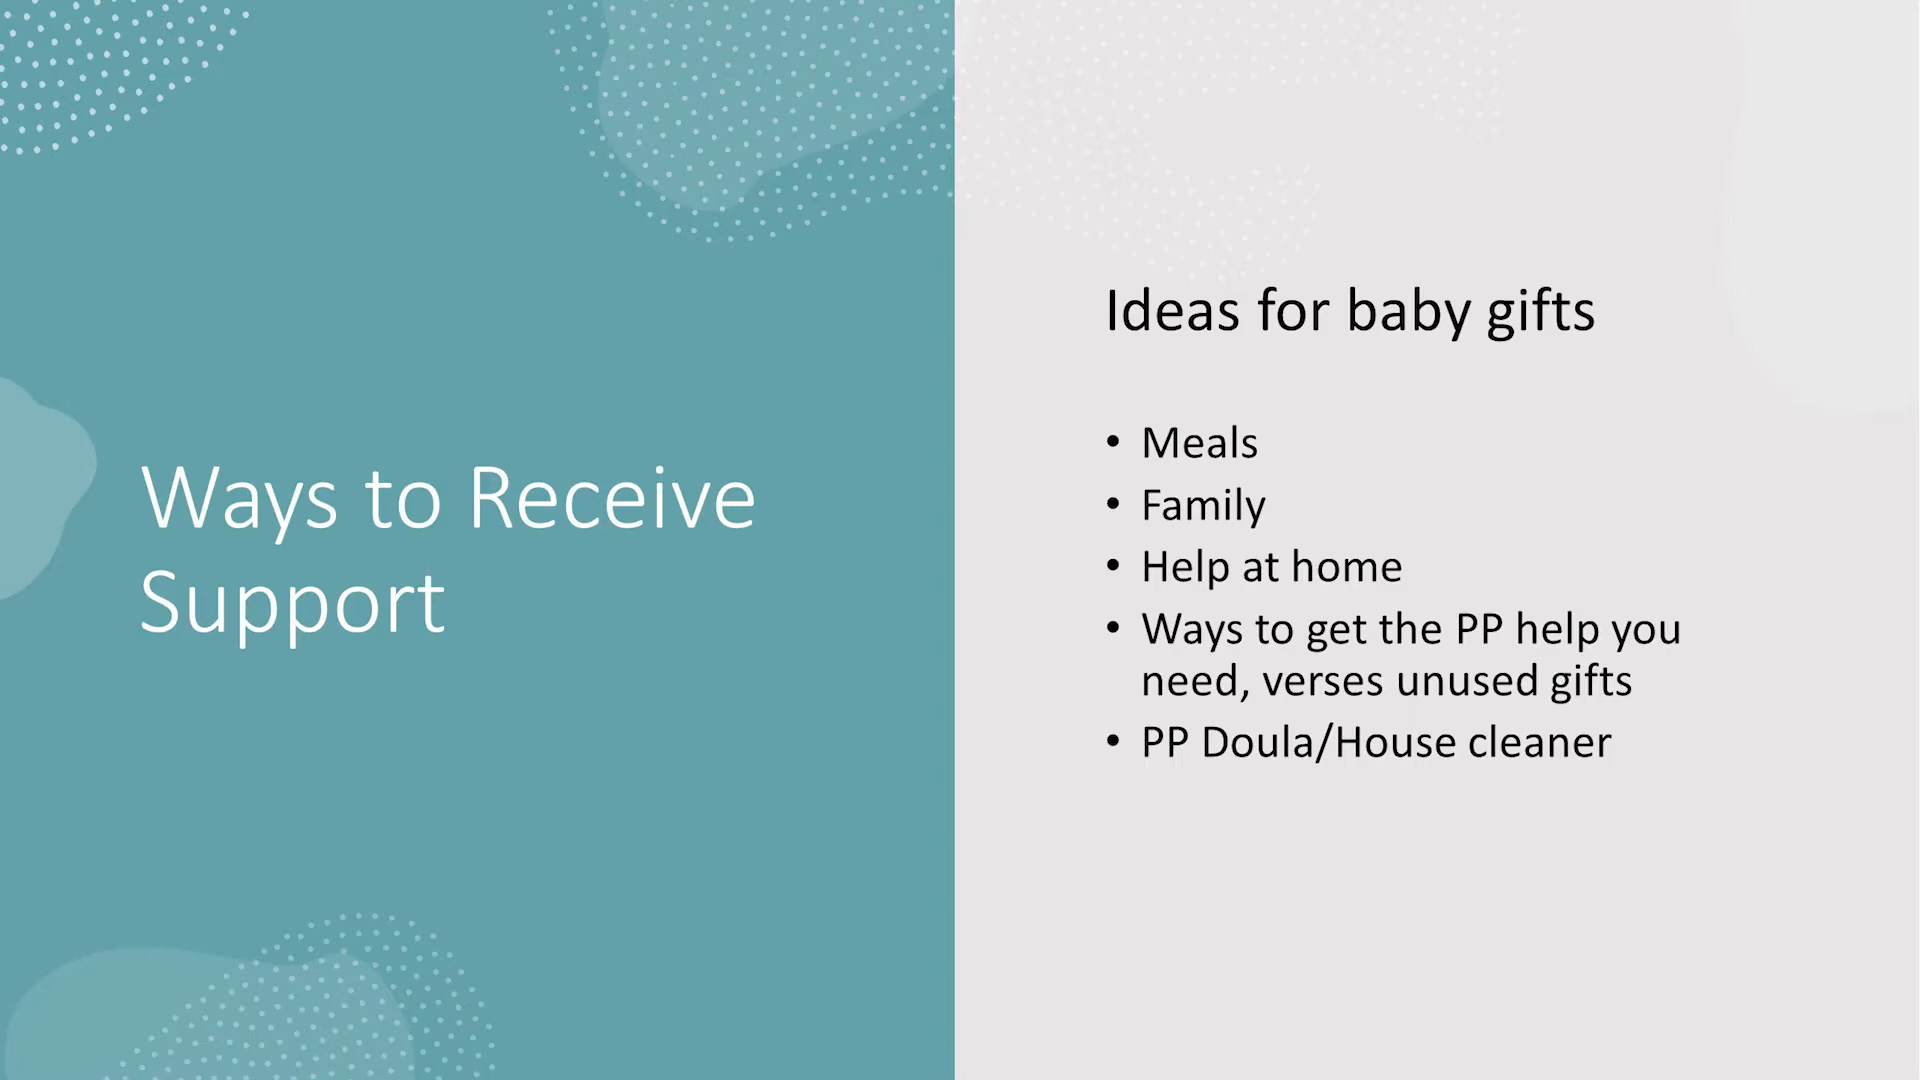 Ways to Receive
Support
Ideas for baby gifts
• Meals
• Family
• Help at home
• Ways to get the PP help you
need, verses unused gifts
• PP Doula/House cleaner